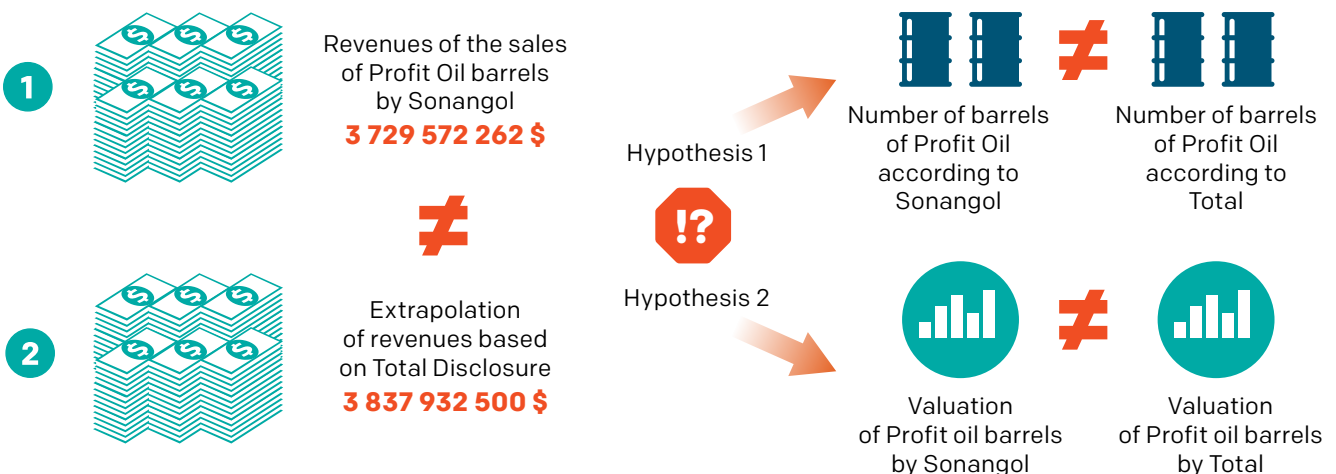 1
Revenues of the sales
of Profit Oil barrels
by Sonangol
3 729 572 262 $
≠
2
Extrapolation
of revenues based
on Total Disclosure
3 837 932 500 $
Hypothesis 1
!?
Hypothesis 2
≠
Number of barrels
of Profit Oil
according to
Sonangol
Number of barrels
of Profit Oil
according to
Total
≠
Valuation
of Profit oil barrels
by Sonangol
Valuation
of Profit oil barrels
by Total